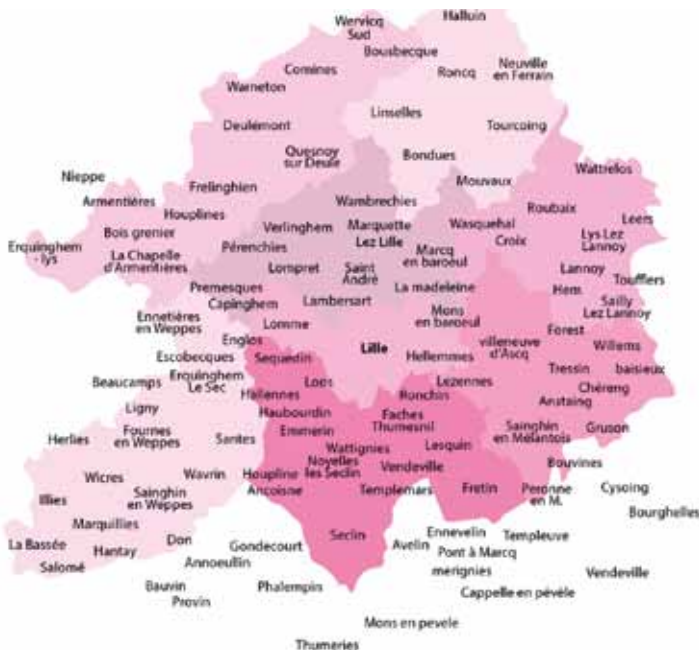 Halluin
Wervicq
Sud
Bousbecque
Roncq
Neuville
en Ferrain
Comines
Warneton
Linselles
Tourcoing
Deulémont
Quesnoy
sur Deule
Bondues
Wattrelos
Nieppe
Mouvaux
Frelinghien
Armentières
Wambrechies
Roubaix
Houplines
Leers
Verlinghem
Marquette
Lez Lille
Wasquehal
Bois grenier
Lys Lez
Lannoy
Croix
Erquinghem
- lys
Pérenchies
Marcq
en baroeul
La Chapelle
d'Armentières
Lompret
Saint
André
Lannoy
Toufflers
Premesques
La madeleine
Hem
Capinghem
Lambersart
Sailly
Lez Lannoy
Ennetières
en Weppes
Mons
en baroeul
Lomme
Forest
Englos
villeneuve
d'Ascq
Willems
Lille
Escobecques
Sequedin
Hellemmes
Tressin
baisieux
Erquinghem
Le Sec
Beaucamps
Loos
Lezennes
Chéreng
Hallennes
Ronchin
Anstaing
Ligny
Haubourdin
Faches
Thumesnil
Fournes
en Weppes
Emmerin
Sainghin
en Mélantois
Gruson
Herlies
Santes
Wattignies
Lesquin
Noyelles
les Seclin
Vendeville
Bouvines
Wicres
Wavrin
Houpline
Ancoisne
Templemars
Fretin
Peronne
en M.
Cysoing
Illies
Sainghin
en Weppes
Bourghelles
Marquillies
Seclin
Ennevelin
Templeuve
La Bassée
Don
Gondecourt
Avelin
Hantay
Pont à Marcq
Salomé
Annoeullin
merignies
Vendeville
Bauvin
Phalempin
Cappelle en pévèle
Provin
Mons en pevele
Thumeries